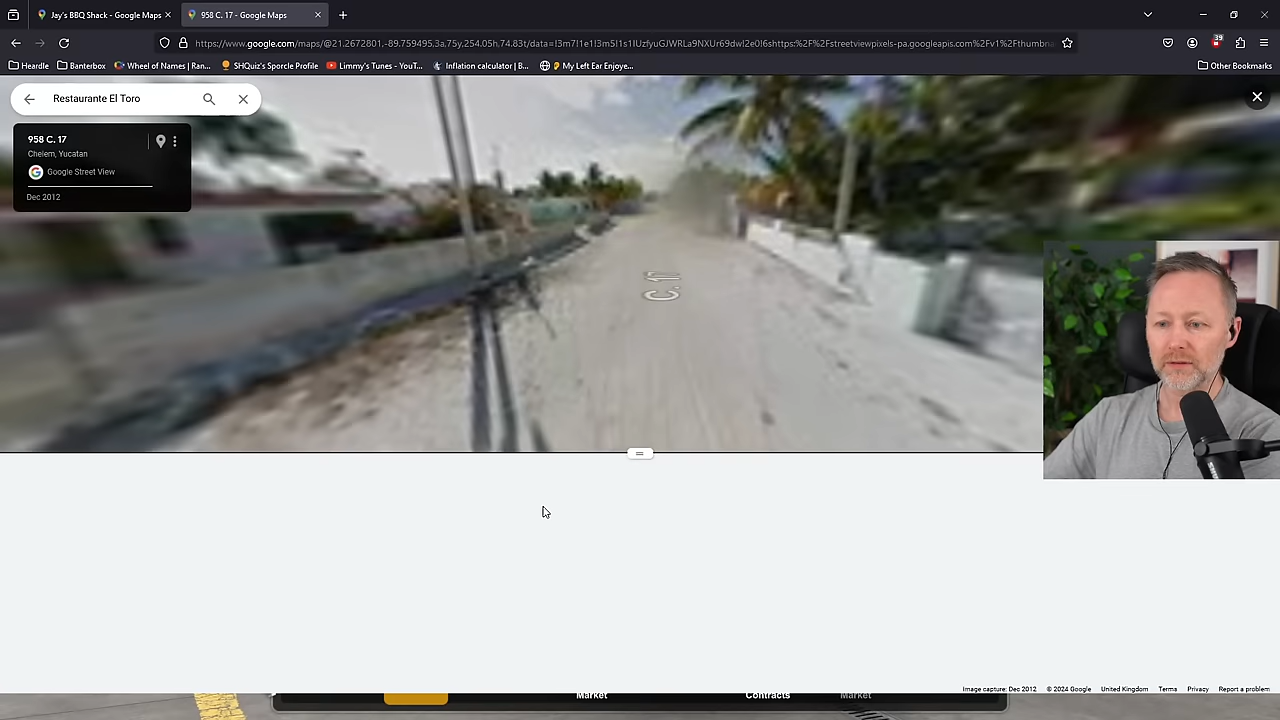 Jay's BBQ Shack - Google Maps
958 C. 17 - Google Maps
https://www.google.com/maps/@21.2672801,-89.759495,3a,75y,254.05h,74.83t/data=!3m7!1e1!3m5!1s1IUzfyuGJWRLa9NXUr69dw!2e0!6shttps:%2F%2Fstreetviewpixels-pa.googleapis.com%2Fv1%2Fthumbna
39
Heardle
Banterbox
Wheel of Names | Ran...
SHQuiz's Sporcle Profile
Limmy's Tunes - YouT...
Inflation calculator | B...
My Left Ear Enjoye...
Other Bookmarks
Restaurante El Toro
958 C. 17
Chelem, Yucatan
Google Street View
Dec 2012
C. 17
Image capture: Dec 2012 © 2024 Google United Kingdom Terms Privacy Report a problem
Market Contracts Market